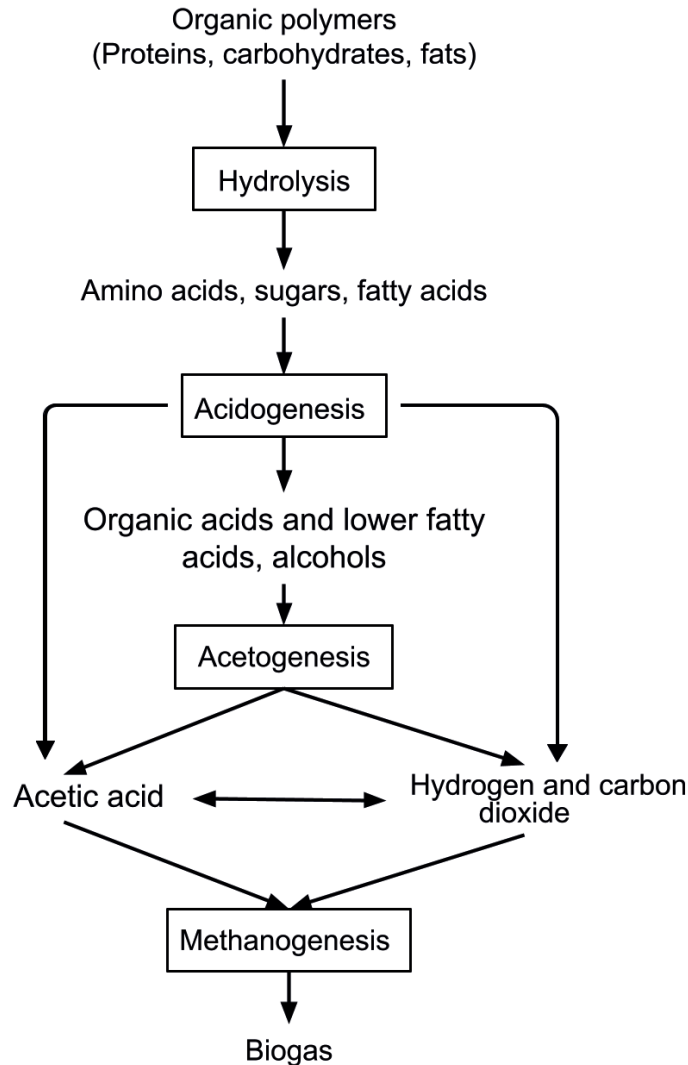 Organic polymers
(Proteins, carbohydrates, fats)
Hydrolysis
Amino acids, sugars, fatty acids
Acidogenesis
Organic acids and lower fatty
acids, alcohols
Acetogenesis
Acetic acid
Hydrogen and carbon
dioxide
Methanogenesis
Biogas